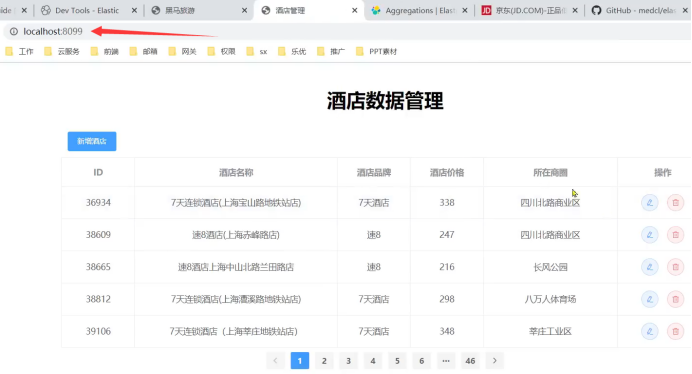 Dev Tools - Elastic
黑马旅游
酒店管理
Aggregations | Elas
京东(JD.COM)-正品
GitHub - medcl/elas
localhost:8099
工作 云服务 前端 邮箱 网关 权限 sx 乐优 推广 PPT素材
酒店数据管理
新增酒店
ID 酒店名称 酒店品牌 酒店价格 所在商圈 操作
36934 7天连锁酒店(上海宝山路地铁站店) 7天酒店 338 四川北路商业区
38609 速8酒店(上海赤峰路店) 速8 247 四川北路商业区
38665 速8酒店上海中山北路兰田路店 速8 216 长风公园
38812 7天连锁酒店(上海漕溪路地铁站店) 7天酒店 298 八万人体育场
39106 7天连锁酒店（上海莘庄地铁站店） 7天酒店 348 莘庄工业区
1 2 3 4 5 6 ··· 46